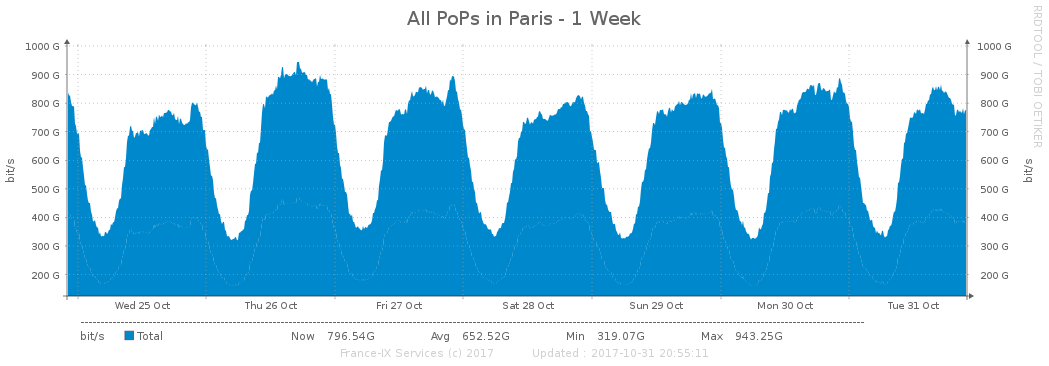 All PoPs in Paris - 1 Week
RRDTOOL / TOBI OETIKER
bit/s
bit/s
1000 G
900 G
800 G
700 G
600 G
500 G
400 G
300 G
200 G
1000 G
900 G
800 G
700 G
600 G
500 G
400 G
300 G
200 G
Wed 25 Oct Thu 26 Oct Fri 27 Oct Sat 28 Oct Sun 29 Oct Mon 30 Oct Tue 31 Oct
bit/s Total Now 796.54G Avg 652.52G Min 319.07G Max 943.25G
France-IX Services (c) 2017 Updated : 2017-10-31 20:55:11